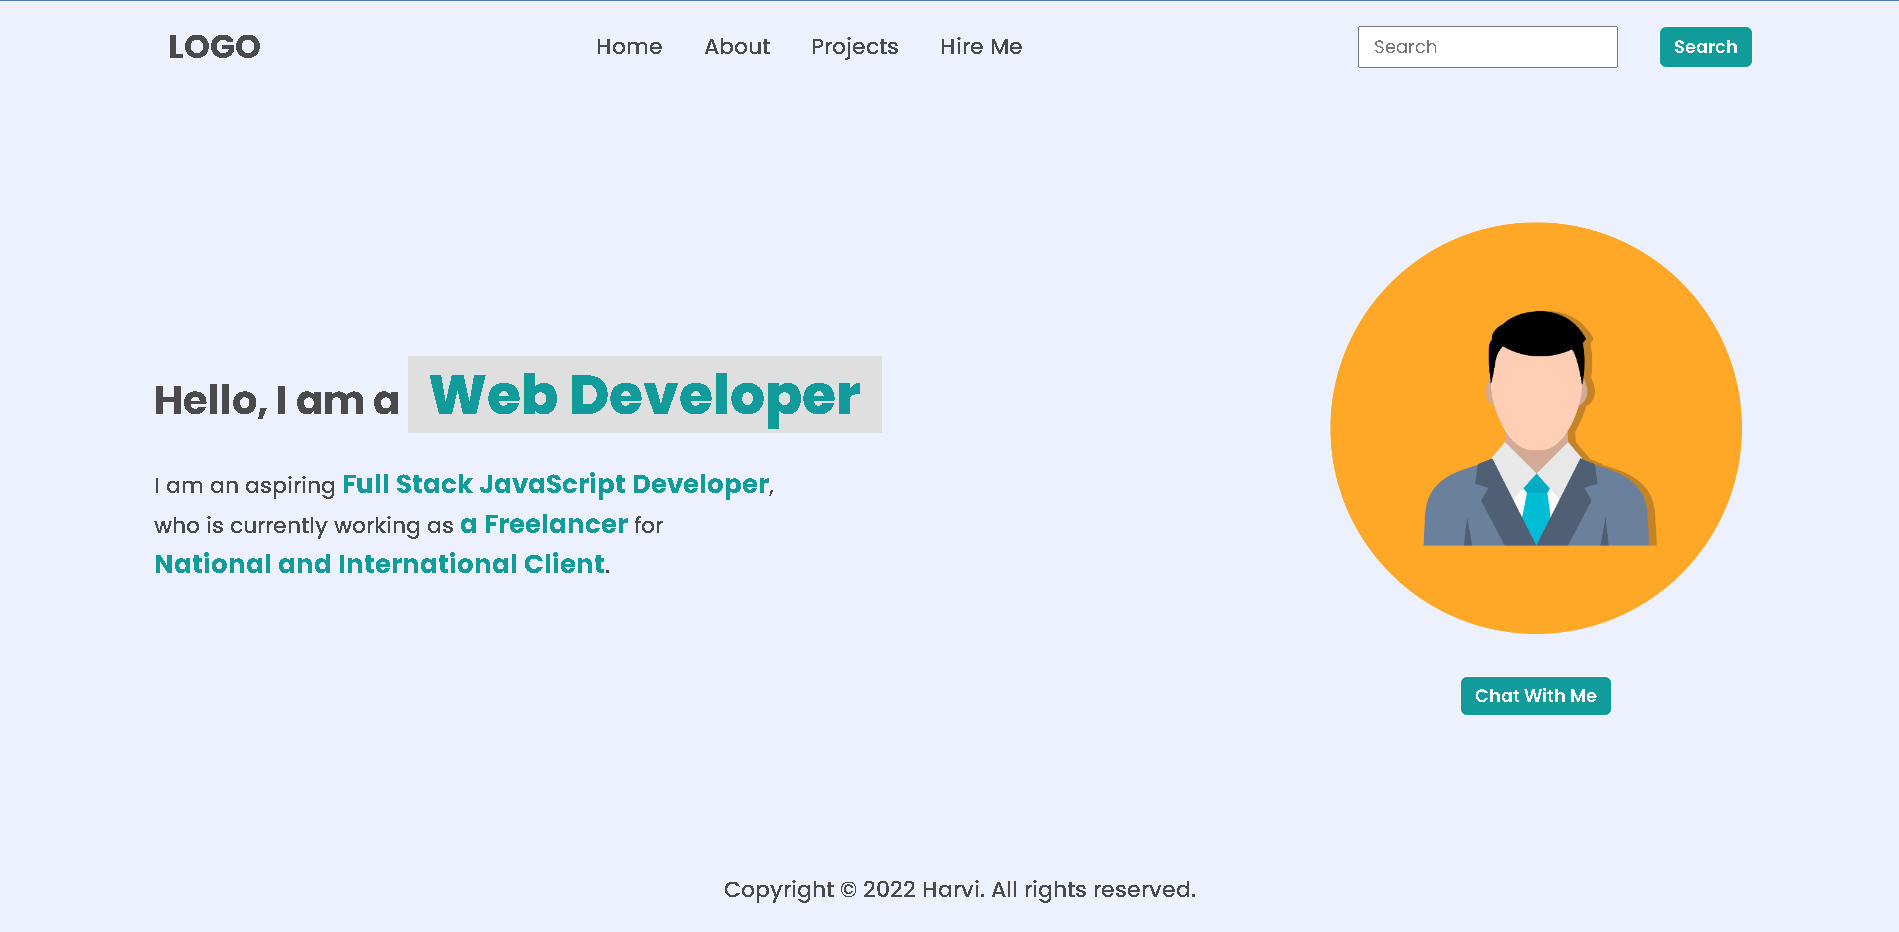 LOGO
Home About Projects Hire Me
Search Search
Hello, I am a Web Developer
I am an aspiring Full Stack JavaScript Developer,
who is currently working as a Freelancer for
National and International Client.
Chat With Me
Copyright © 2022 Harvi. All rights reserved.